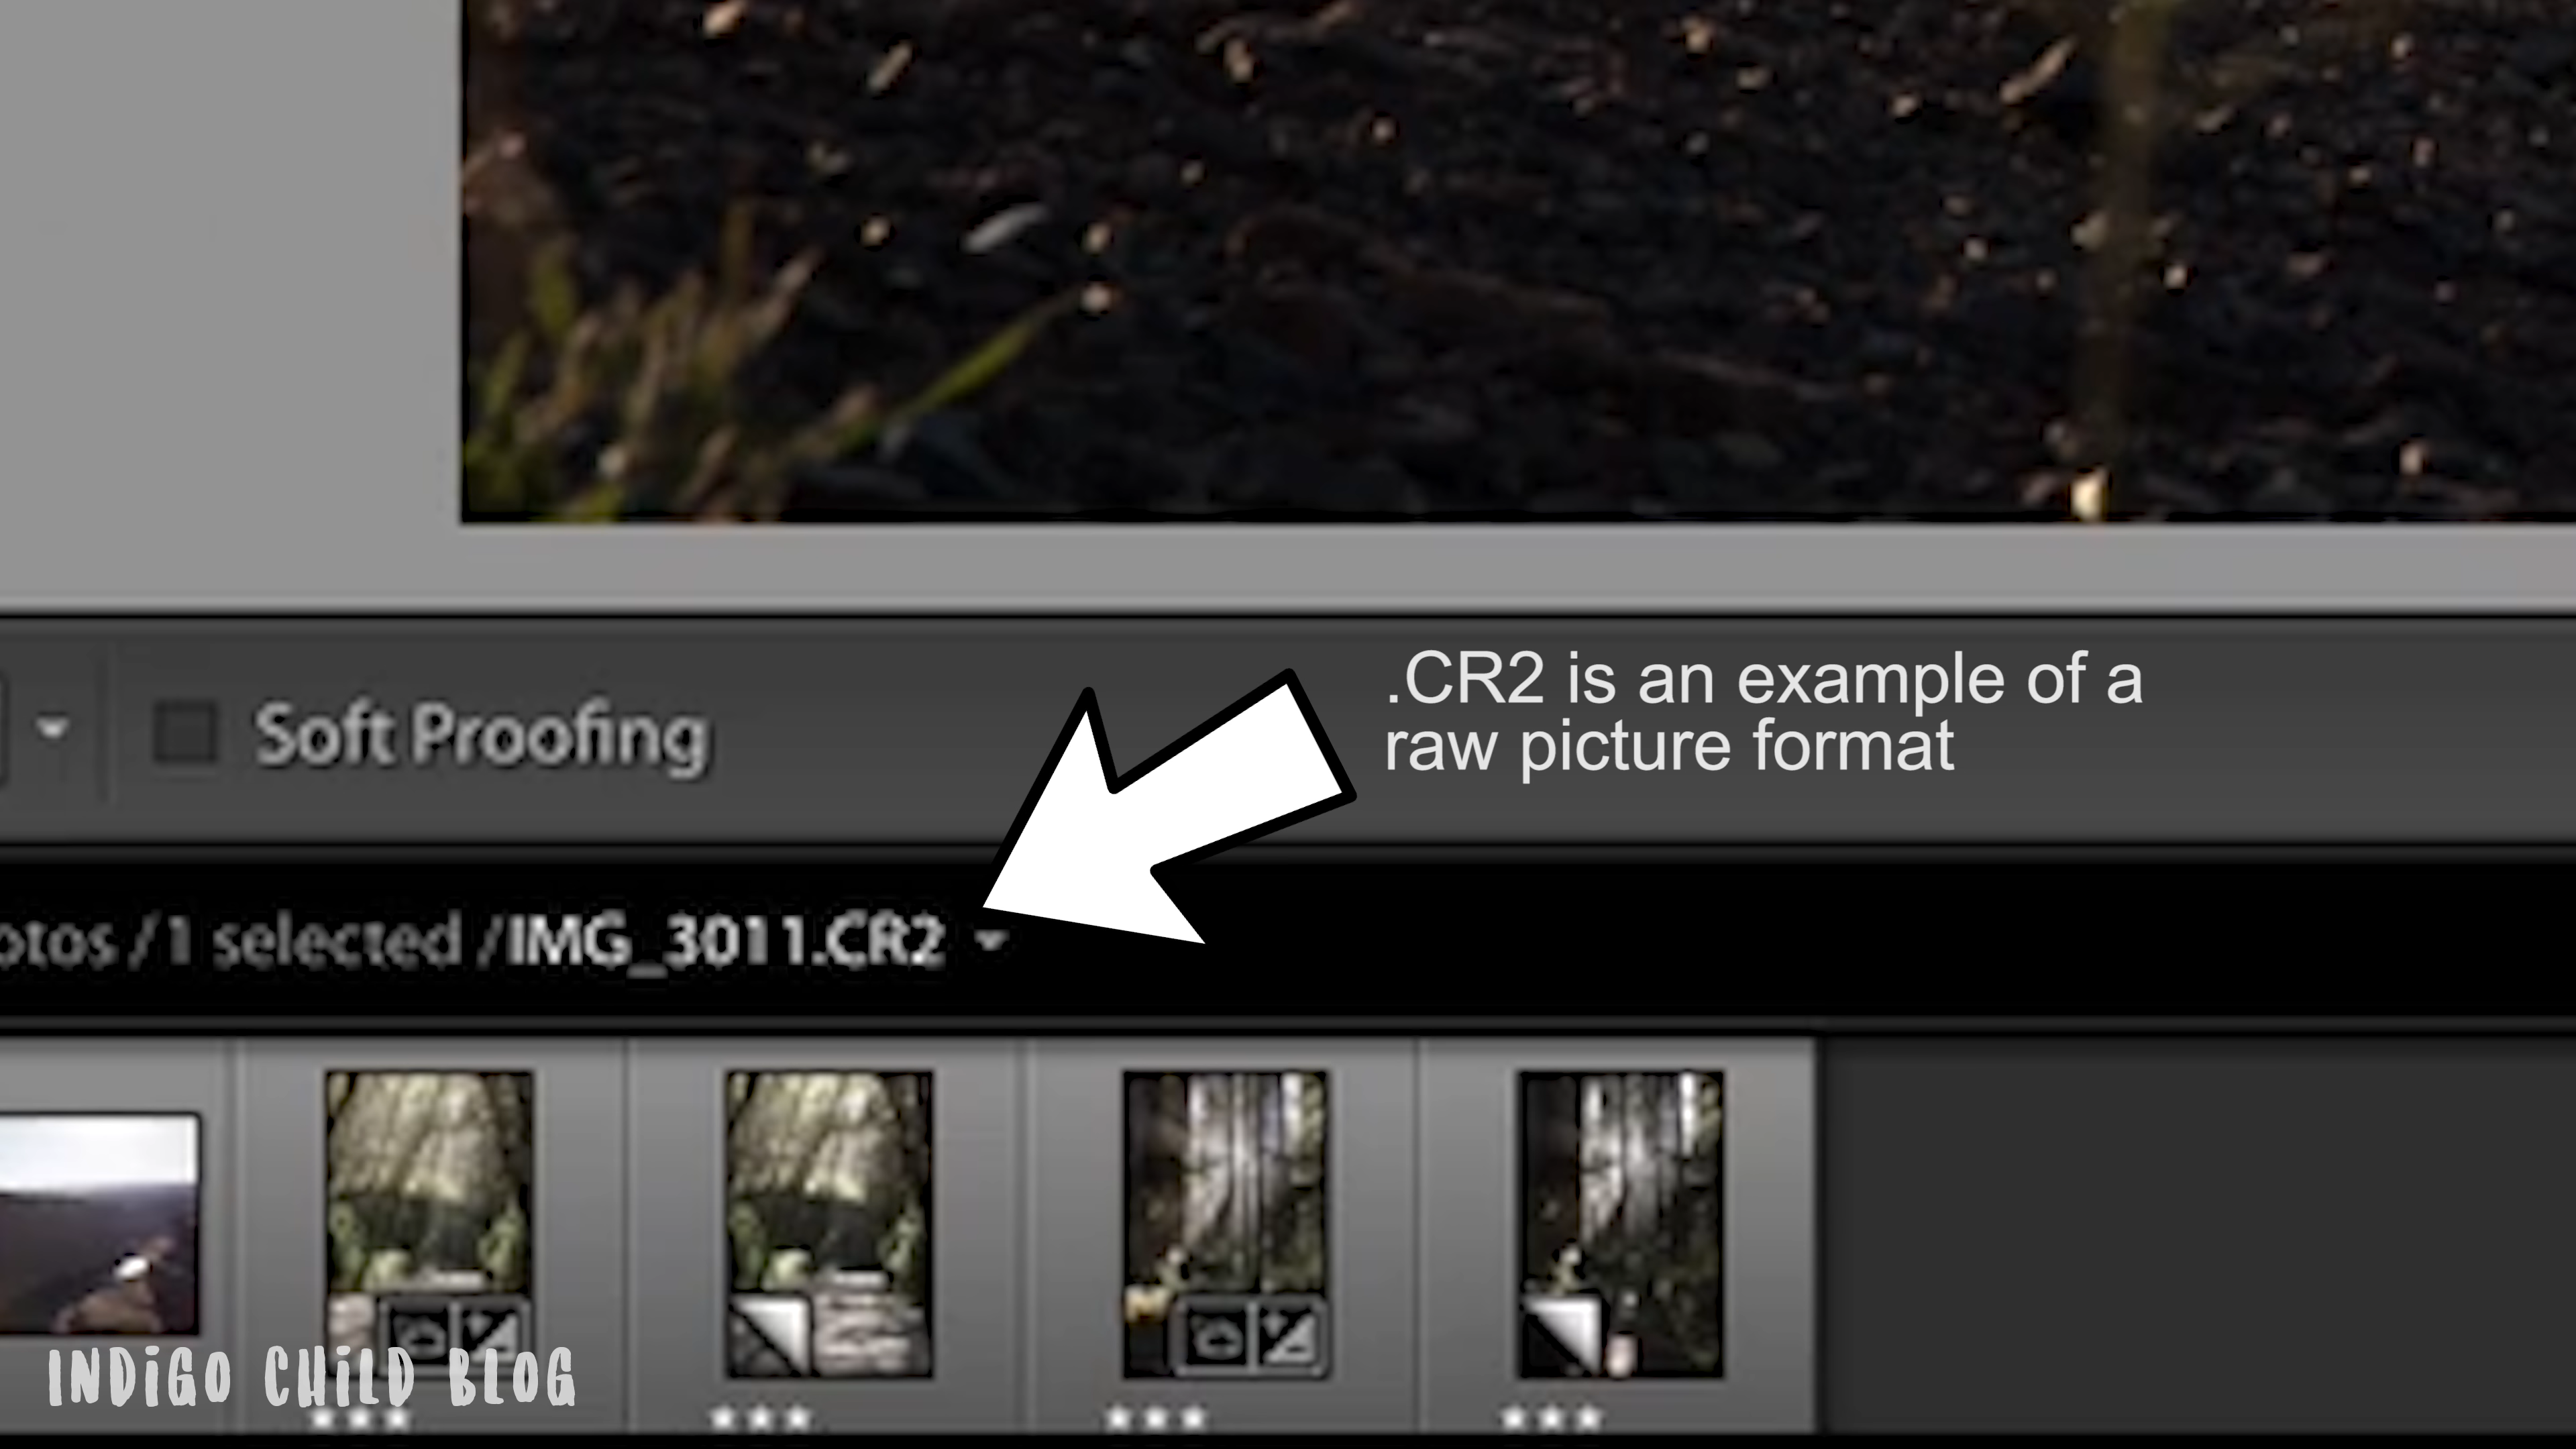 .CR2 is an example of a
raw picture format
Soft Proofing
otos / 1 selected / IMG_3011.CR2
INDiGO CHiLD BLOG